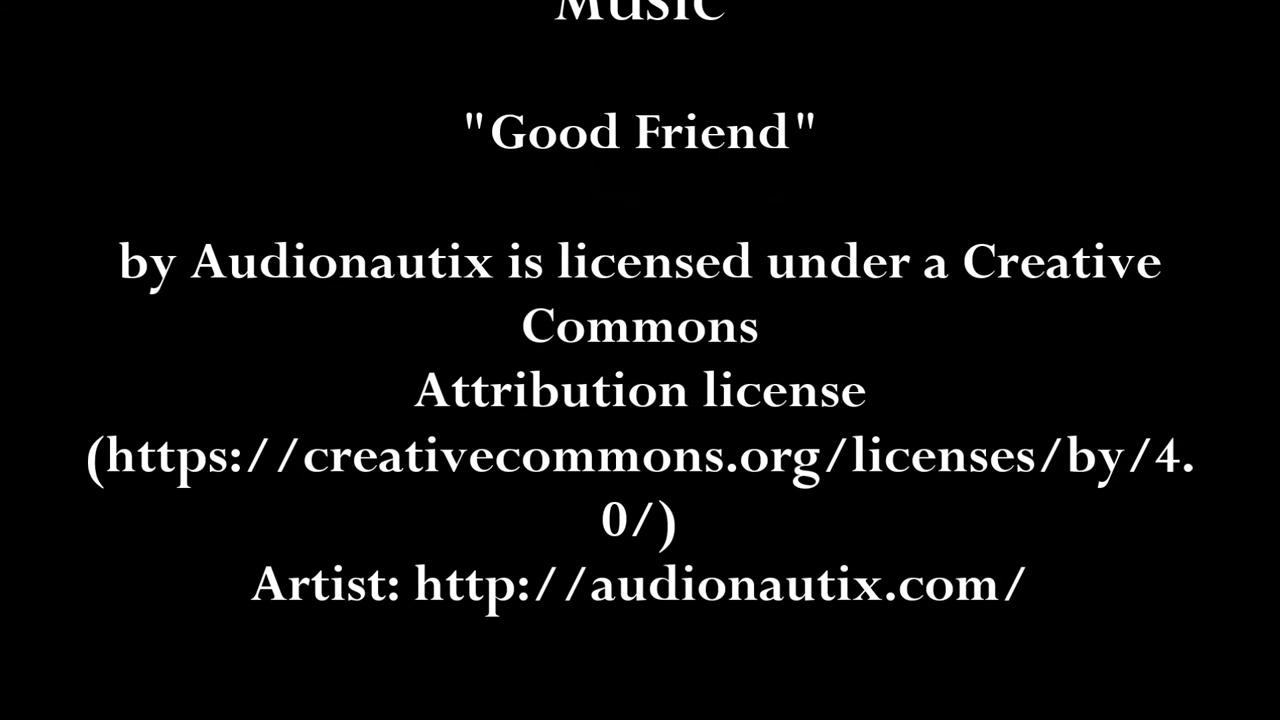 Music
"Good Friend"
by Audionautix is licensed under a Creative
Commons
Attribution license
(https://creativecommons.org/licenses/by/4.
0/)
Artist: http://audionautix.com/